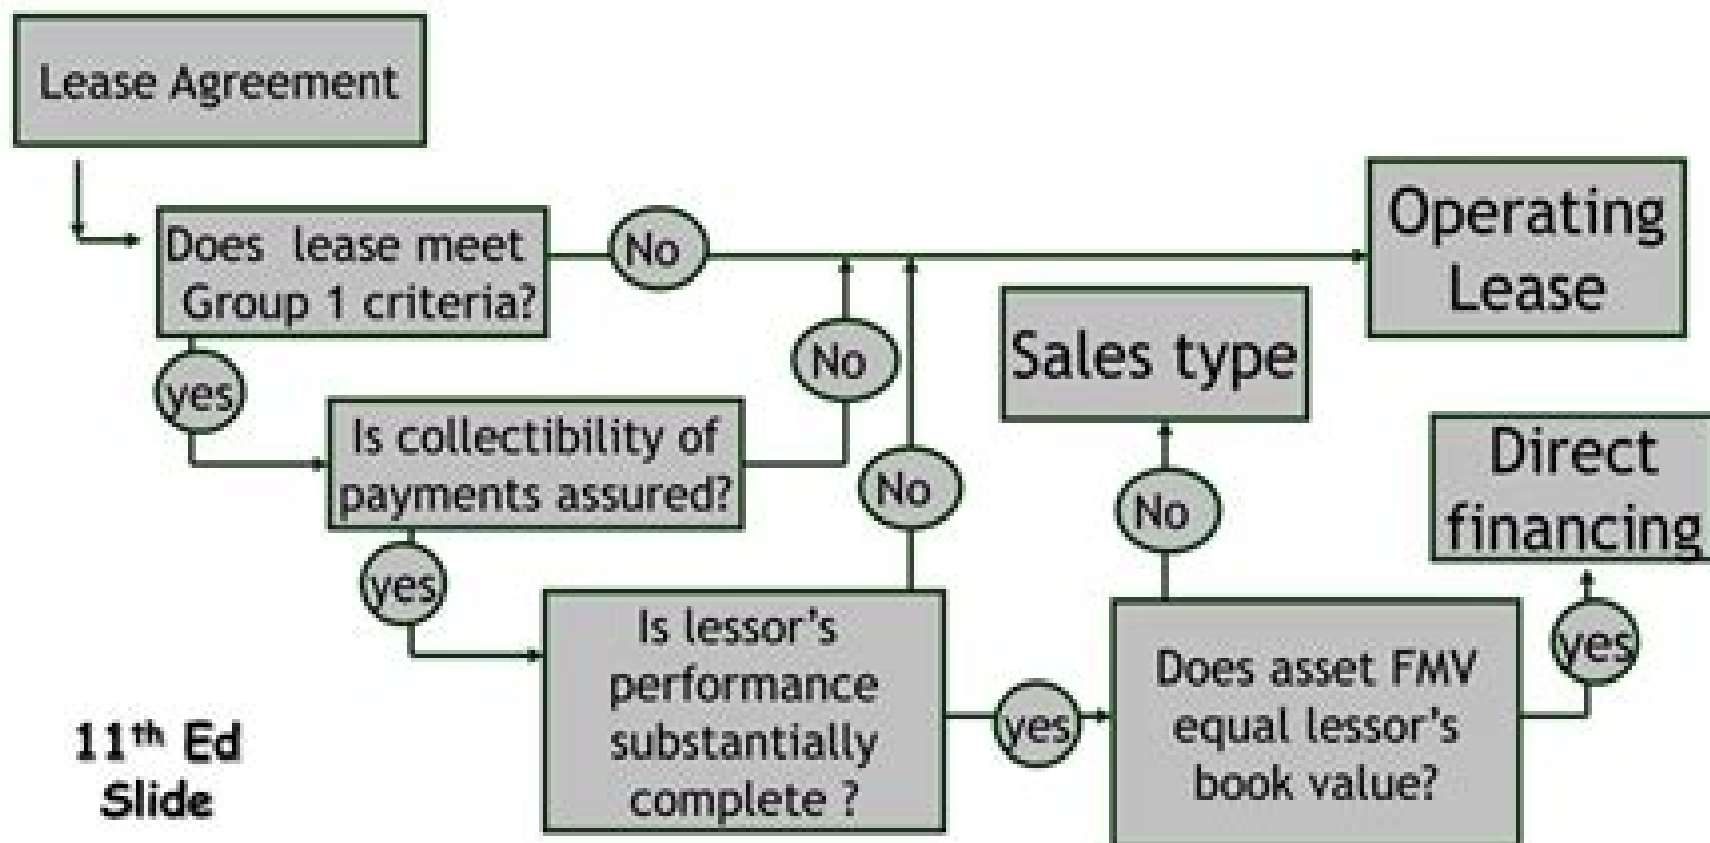 Lease Agreement
Does lease meet
Group 1 criteria?
No
Operating
Lease
yes
Is collectibility of
payments assured?
No
Sales type
No
yes
Is lessor's
performance
substantially
complete ?
yes
Does asset FMV
equal lessor's
book value?
No
yes
Direct
financing
11th Ed
Slide